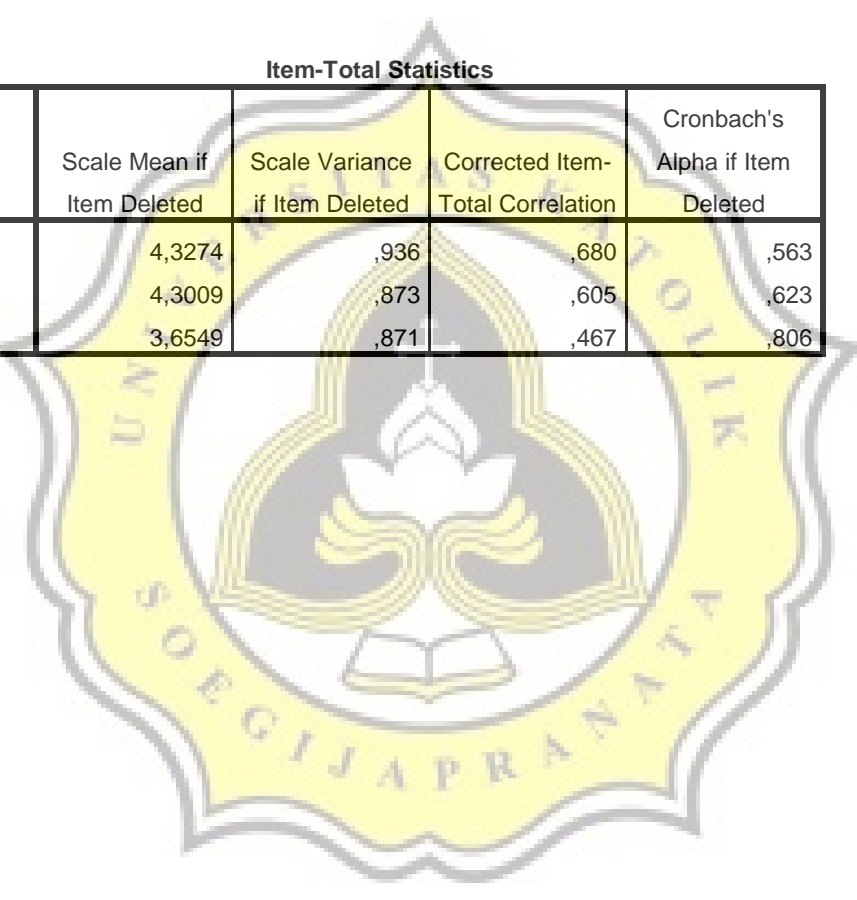 Item-Total Statistics
Scale Mean if Item Deleted Scale Variance if Item Deleted Corrected Item-Total Correlation Cronbach's Alpha if Item Deleted
4,3274 ,936 ,680 ,563
4,3009 ,873 ,605 ,623
3,6549 ,871 ,467 ,806
UNIVERSITAS KATOLIK
SOEGIJAPRANATA